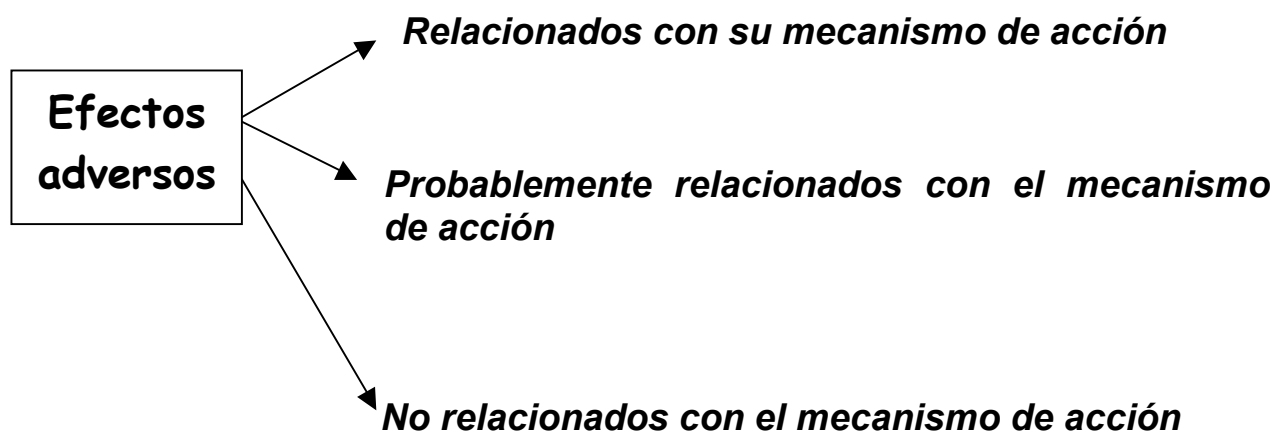 Relacionados con su mecanismo de acción
Efectos
adversos
Probablemente relacionados con el mecanismo
de acción
No relacionados con el mecanismo de acción